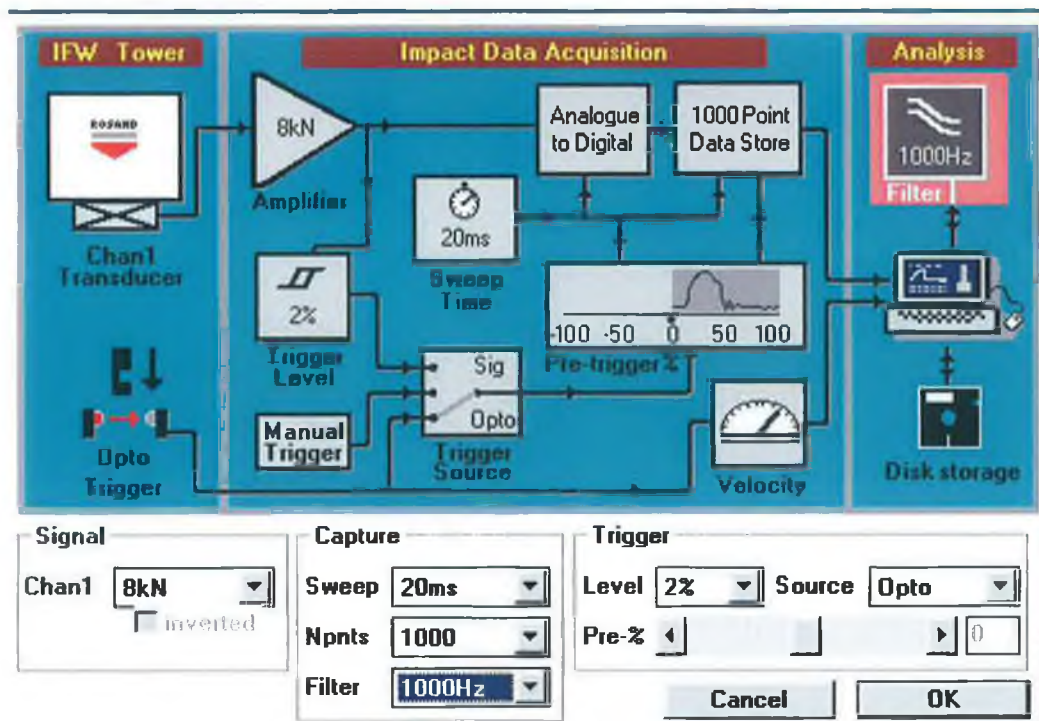 IFW Tower
Impact Data Acquisition
Analysis
ROSAND
8kN
Analogue
to Digital
1000 Point
Data Store
1000Hz
Filter
Amplifier
Chan1
Transducer
20ms
Sweep
Time
2%
Trigger
Level
-100 -50 0 50 100
Pre-trigger %
Sig
Opto
Manual
Trigger
Trigger
Source
Opto
Trigger
Velocity
Disk storage
Signal
Chan1 8kN
inverted
Capture
Sweep 20ms
Npnts 1000
Filter 1000Hz
Trigger
Level 2% Source Opto
Pre-% 0
Cancel OK